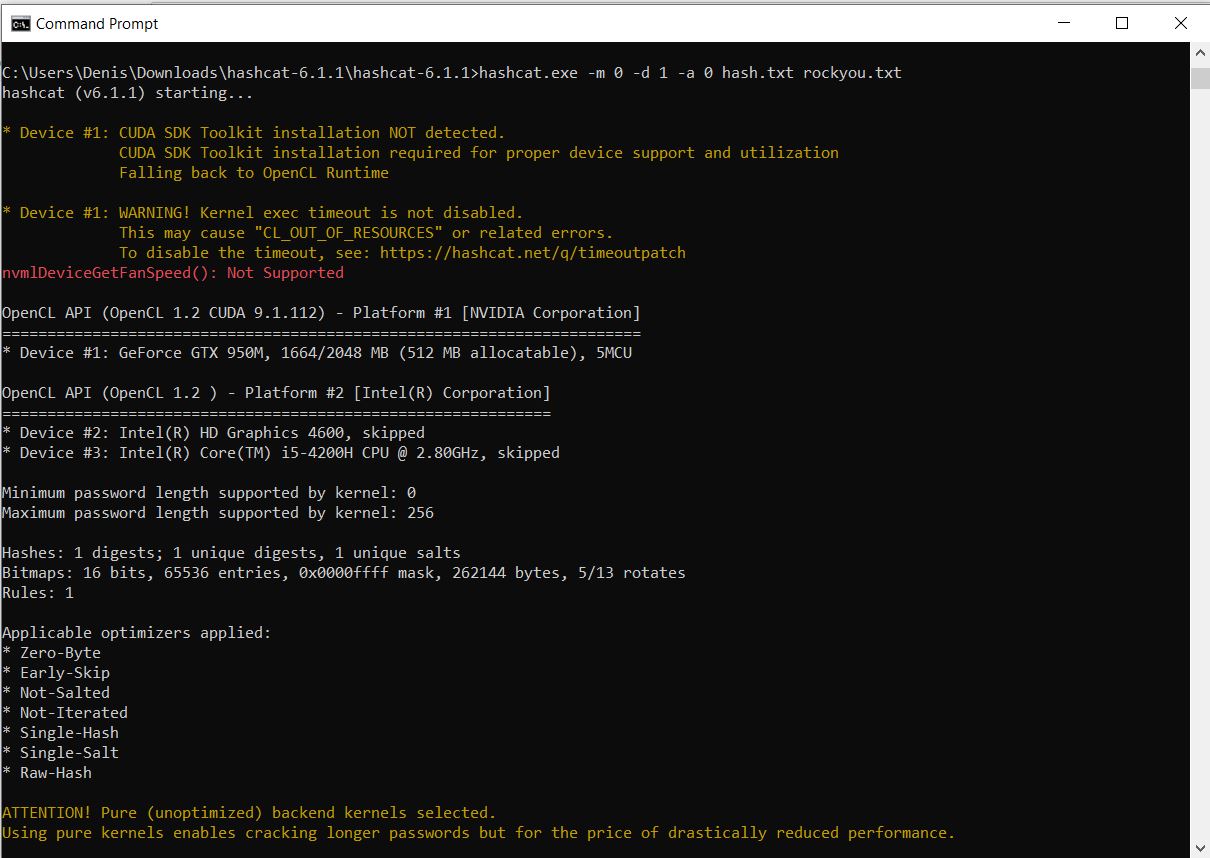 Command Prompt
C:\Users\Denis\Downloads\hashcat-6.1.1\hashcat-6.1.1>hashcat.exe -m 0 -d 1 -a 0 hash.txt rockyou.txt
hashcat (v6.1.1) starting...
* Device #1: CUDA SDK Toolkit installation NOT detected.
CUDA SDK Toolkit installation required for proper device support and utilization
Falling back to OpenCL Runtime
* Device #1: WARNING! Kernel exec timeout is not disabled.
This may cause "CL_OUT_OF_RESOURCES" or related errors.
To disable the timeout, see: https://hashcat.net/q/timeoutpatch
nvmlDeviceGetFanSpeed(): Not Supported
OpenCL API (OpenCL 1.2 CUDA 9.1.112) - Platform #1 [NVIDIA Corporation]
=======================================================================
* Device #1: GeForce GTX 950M, 1664/2048 MB (512 MB allocatable), 5MCU
OpenCL API (OpenCL 1.2 ) - Platform #2 [Intel(R) Corporation]
=============================================================
* Device #2: Intel(R) HD Graphics 4600, skipped
* Device #3: Intel(R) Core(TM) i5-4200H CPU @ 2.80GHz, skipped
Minimum password length supported by kernel: 0
Maximum password length supported by kernel: 256
Hashes: 1 digests; 1 unique digests, 1 unique salts
Bitmaps: 16 bits, 65536 entries, 0x0000ffff mask, 262144 bytes, 5/13 rotates
Rules: 1
Applicable optimizers applied:
* Zero-Byte
* Early-Skip
* Not-Salted
* Not-Iterated
* Single-Hash
* Single-Salt
* Raw-Hash
ATTENTION! Pure (unoptimized) backend kernels selected.
Using pure kernels enables cracking longer passwords but for the price of drastically reduced performance.